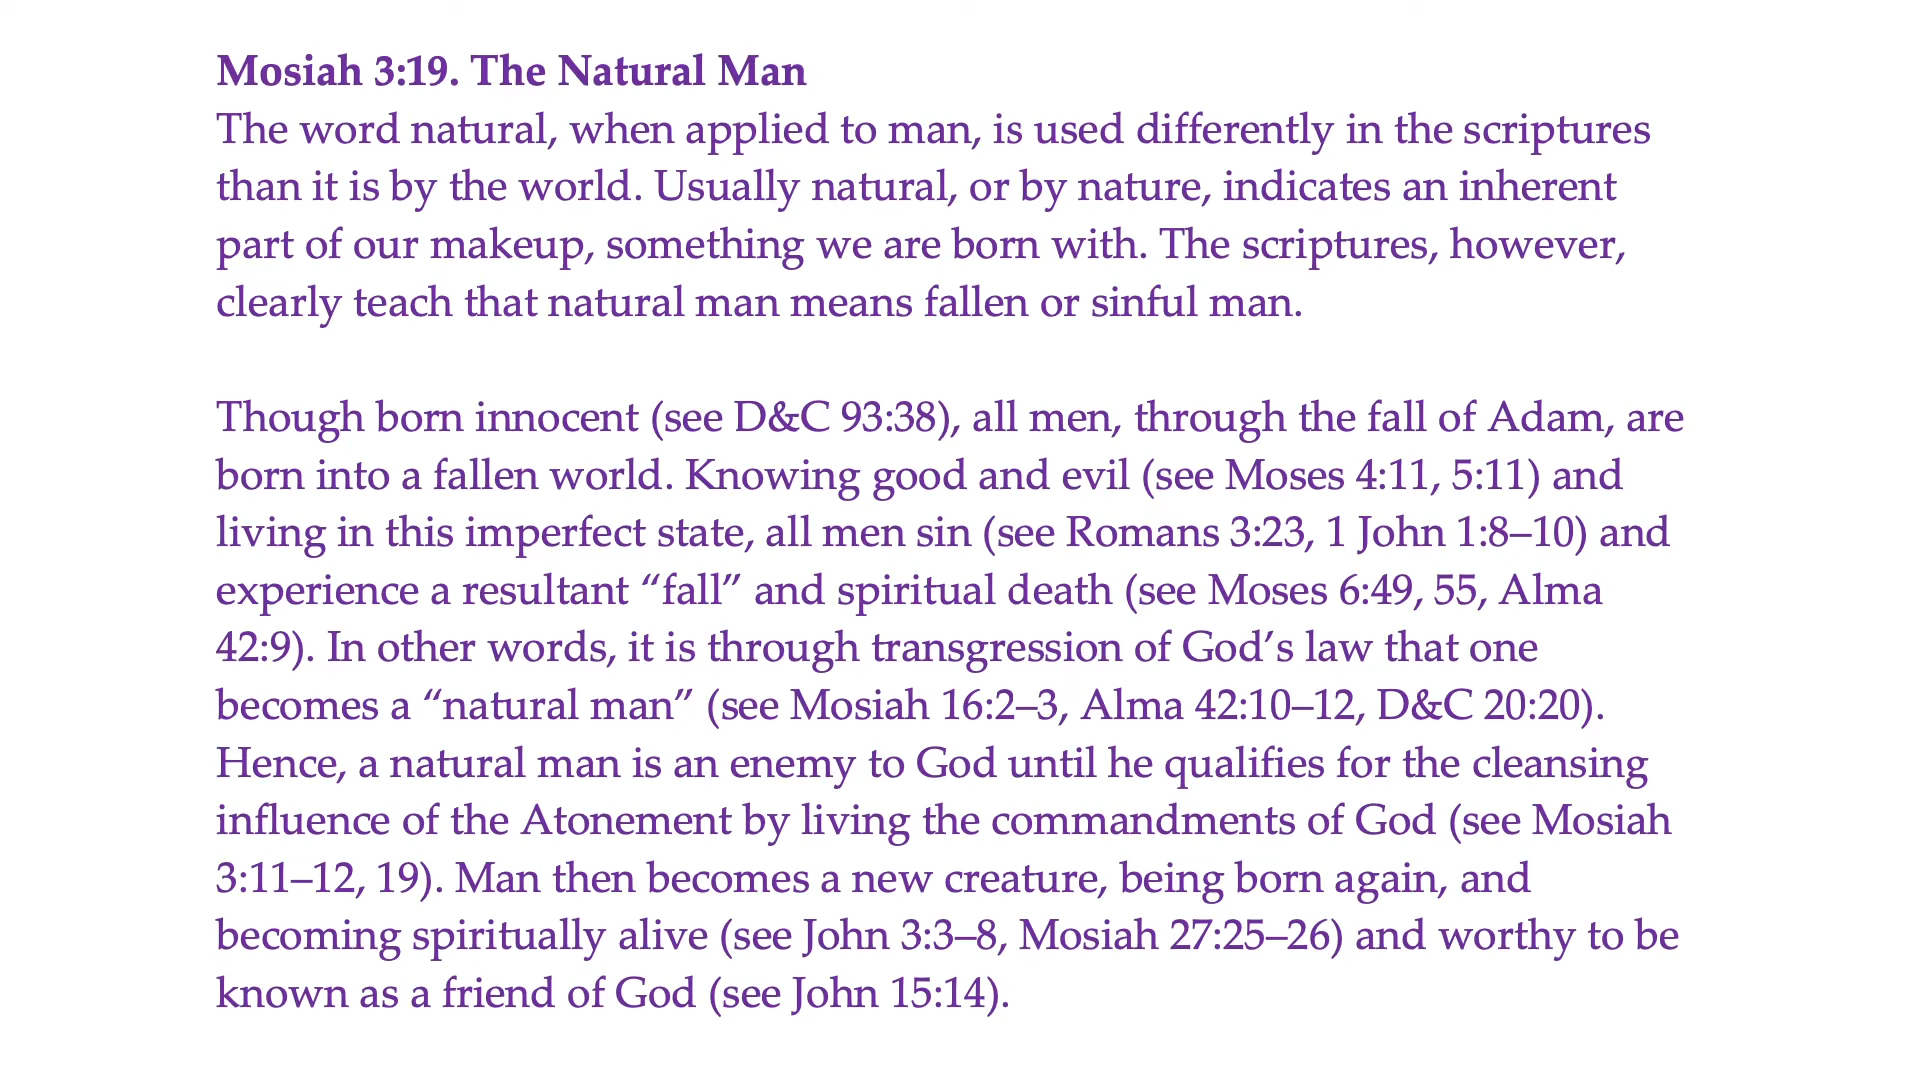 Mosiah 3:19. The Natural Man
The word natural, when applied to man, is used differently in the scriptures
than it is by the world. Usually natural, or by nature, indicates an inherent
part of our makeup, something we are born with. The scriptures, however,
clearly teach that natural man means fallen or sinful man.
Though born innocent (see D&C 93:38), all men, through the fall of Adam, are
born into a fallen world. Knowing good and evil (see Moses 4:11, 5:11) and
living in this imperfect state, all men sin (see Romans 3:23, 1 John 1:8–10) and
experience a resultant “fall” and spiritual death (see Moses 6:49, 55, Alma
42:9). In other words, it is through transgression of God’s law that one
becomes a “natural man” (see Mosiah 16:2–3, Alma 42:10–12, D&C 20:20).
Hence, a natural man is an enemy to God until he qualifies for the cleansing
influence of the Atonement by living the commandments of God (see Mosiah
3:11–12, 19). Man then becomes a new creature, being born again, and
becoming spiritually alive (see John 3:3–8, Mosiah 27:25–26) and worthy to be
known as a friend of God (see John 15:14).